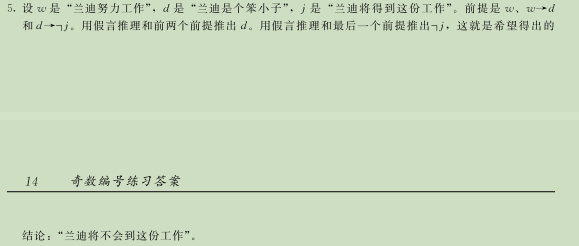 5. 设 w 是“兰迪努力工作”, d 是“兰迪是个笨小子”, j 是“兰迪将得到这份工作”。前提是 w、w→d
和 d→¬j。用假言推理和前两个前提推出 d。用假言推理和最后一个前提推出¬j, 这就是希望得出的
14 奇数编号练习答案
结论:“兰迪将不会到这份工作”。